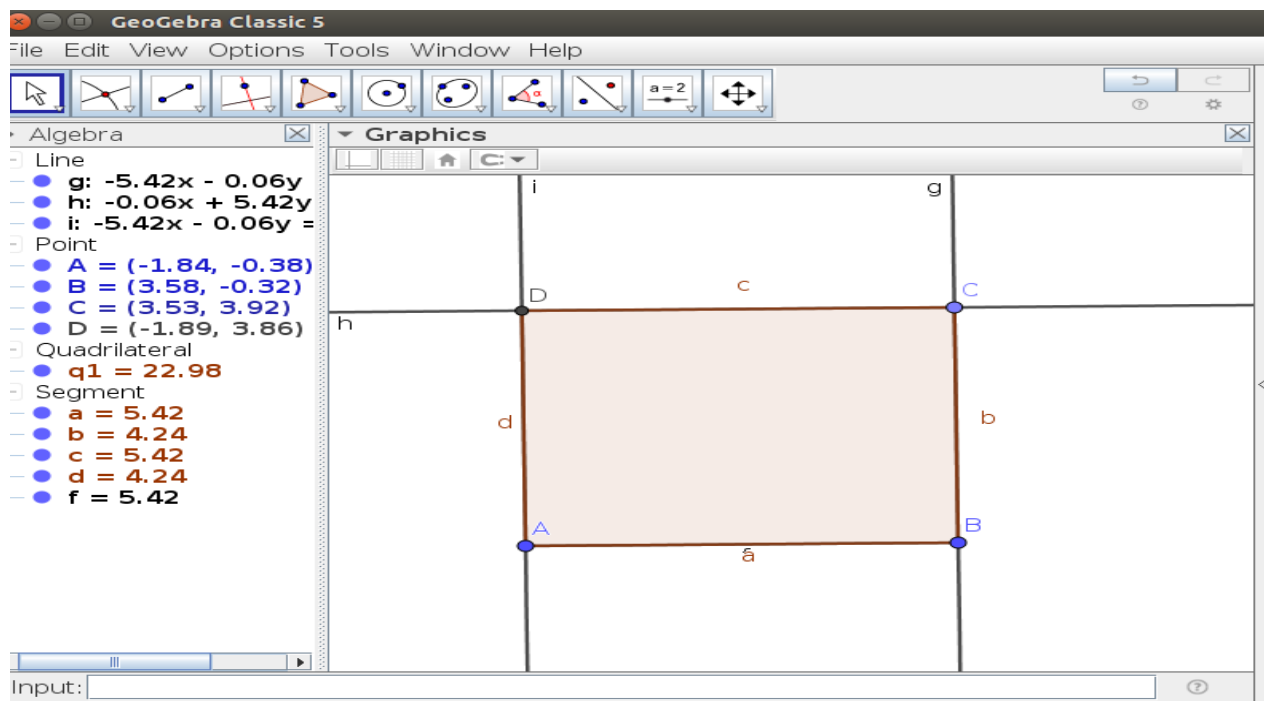 GeoGebra Classic 5
File Edit View Options Tools Window Help
a=2
Algebra
Graphics
Line
g: -5.42x - 0.06y
h: -0.06x + 5.42y
i: -5.42x - 0.06y =
Point
A = (-1.84, -0.38)
B = (3.58, -0.32)
C = (3.53, 3.92)
D = (-1.89, 3.86)
Quadrilateral
q1 = 22.98
Segment
a = 5.42
b = 4.24
c = 5.42
d = 4.24
f = 5.42
i
g
D
c
C
h
d
b
A
B
a
Input: